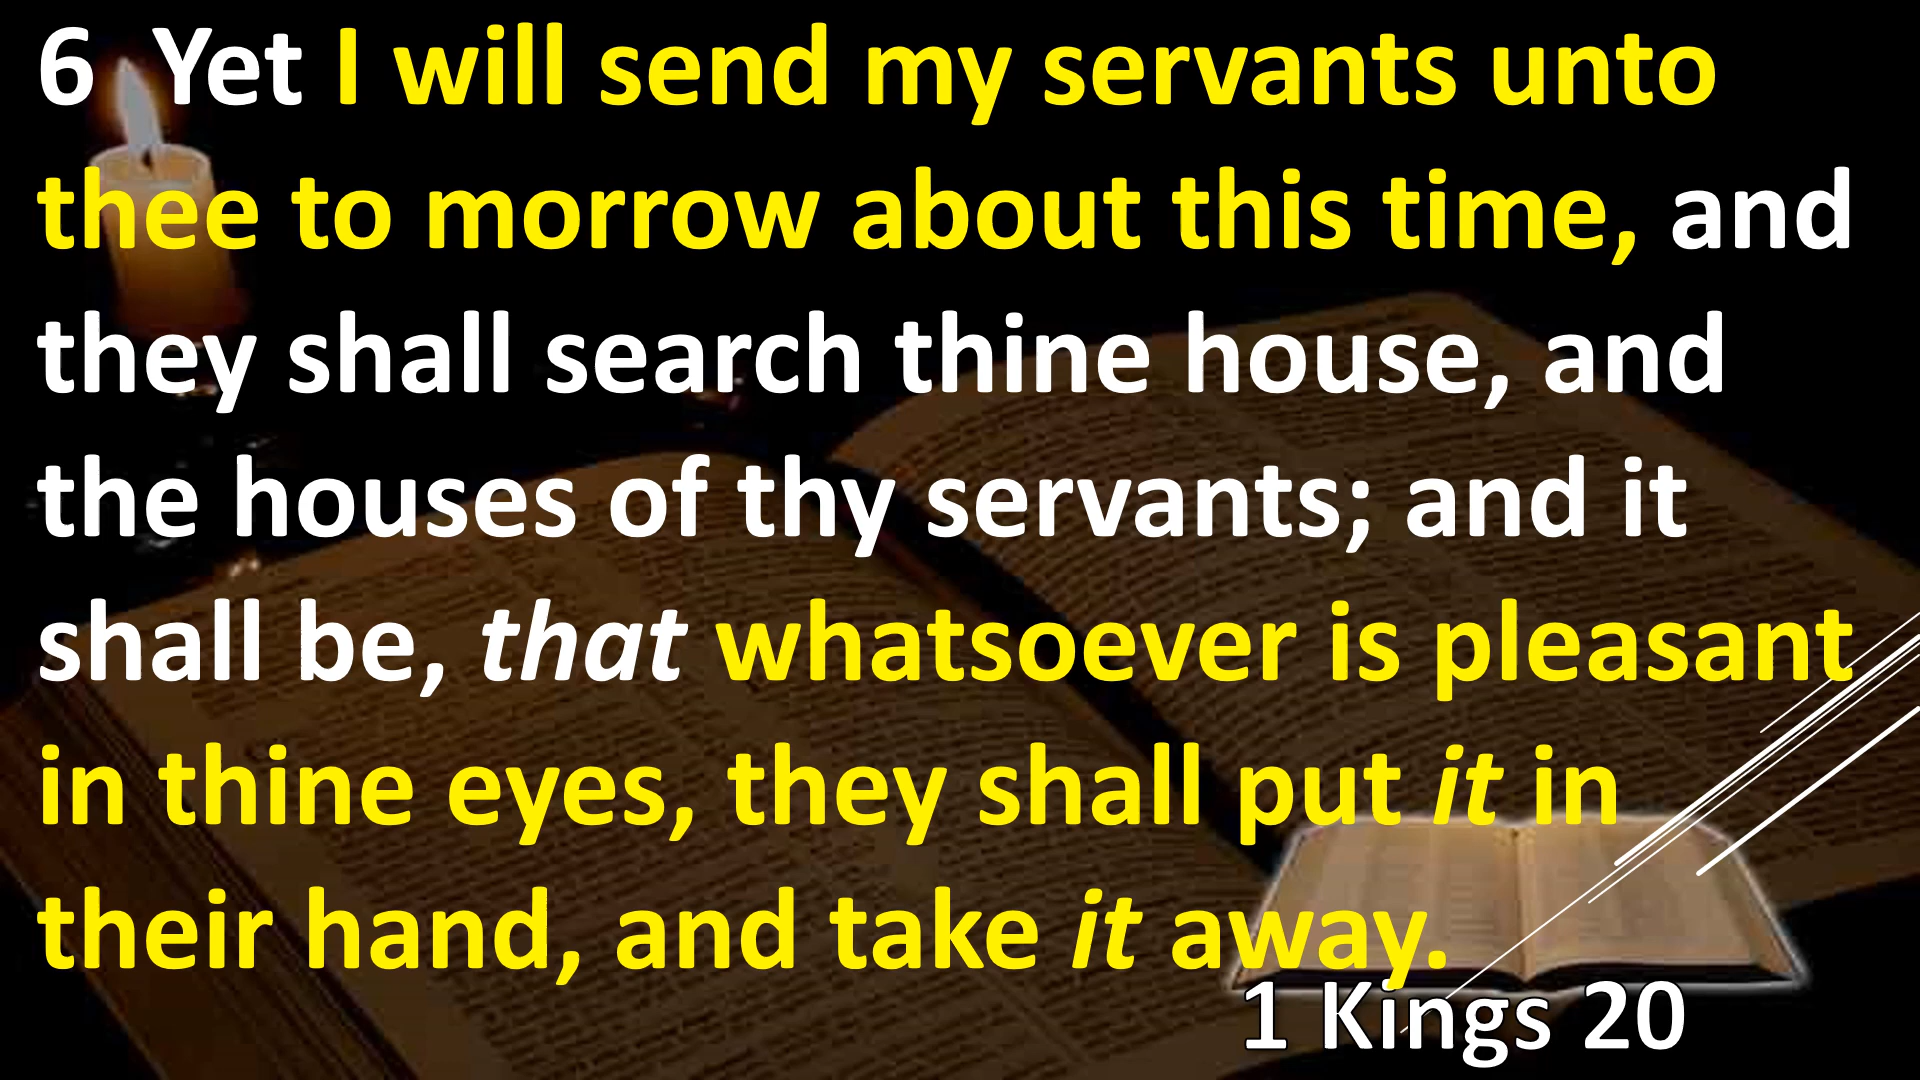 6 Yet I will send my servants unto
thee to morrow about this time, and
they shall search thine house, and
the houses of thy servants; and it
shall be, that whatsoever is pleasant
in thine eyes, they shall put it in
their hand, and take it away.
1 Kings 20